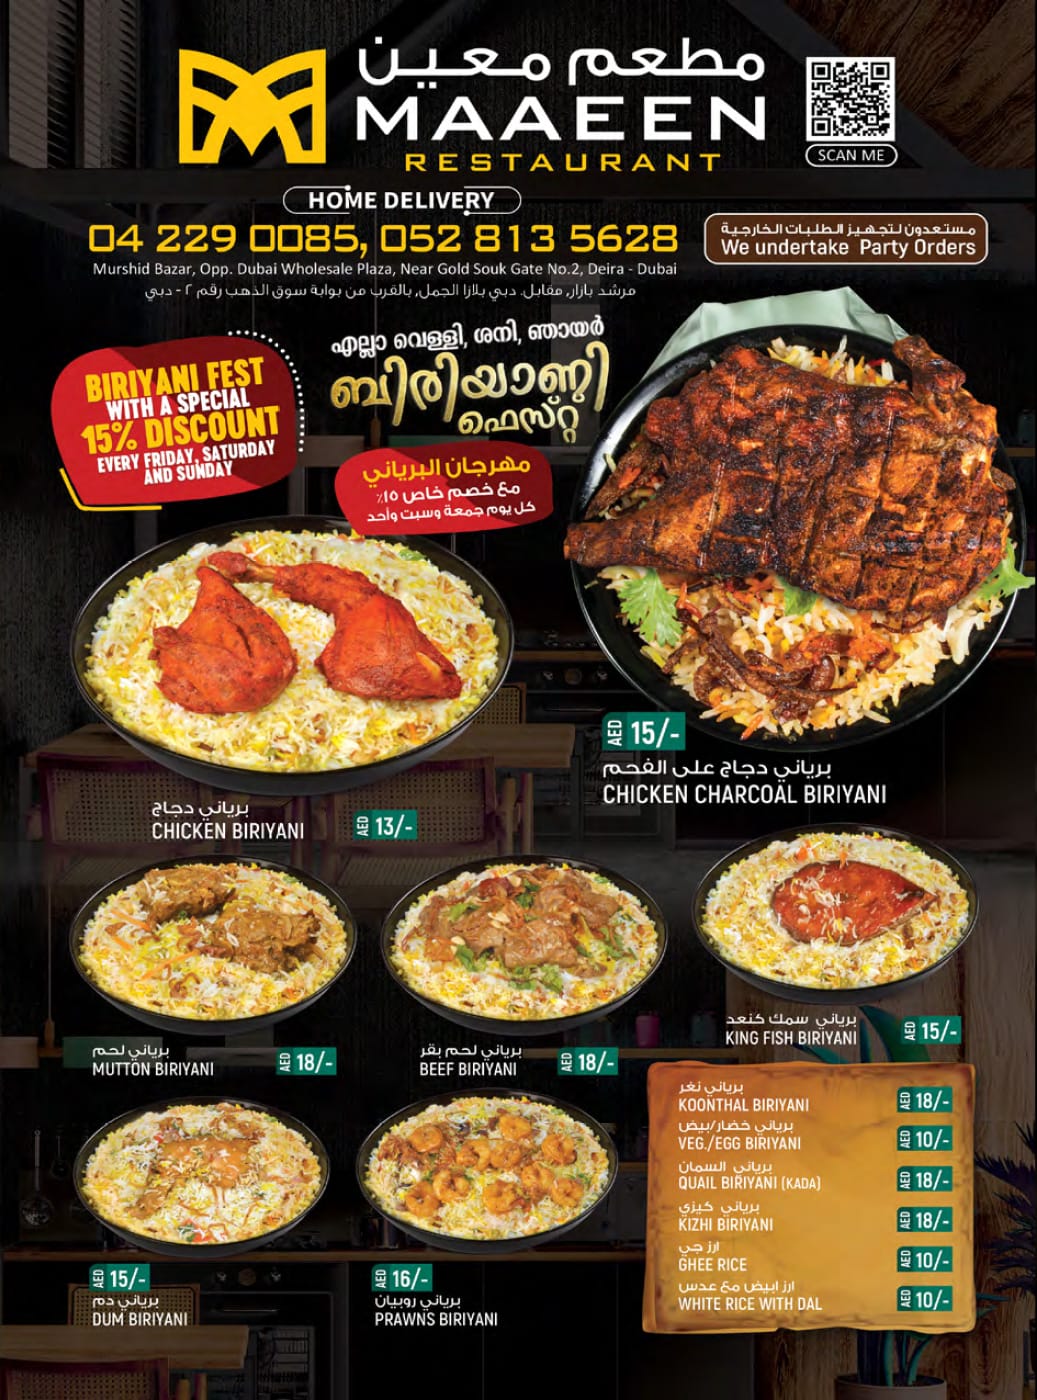 مطعم معين
MAAEEN
RESTAURANT
SCAN ME
HOME DELIVERY
04 229 0085, 052 813 5628
Murshid Bazar, Opp. Dubai Wholesale Plaza, Near Gold Souk Gate No.2, Deira - Dubai
مرشد بازار, مقابل. دبي بلازا الجمل, بالقرب من بوابة سوق الذهب رقم ٢ - دبي
مستعدون لتجهيز الطلبات الخارجية
We undertake Party Orders
BIRIYANI FEST
WITH A SPECIAL
15% DISCOUNT
EVERY FRIDAY, SATURDAY
AND SUNDAY
എല്ലാ വെള്ളി, ശനി, ഞായർ
ബിരിയാണി
ഫെസ്റ്റ്
مهرجان البرياني
مع خصم خاص ١٥٪
كل يوم جمعة وسبت وأحد
AED 15/-
برياني دجاج على الفحم
CHICKEN CHARCOAL BIRIYANI
برياني دجاج
CHICKEN BIRIYANI
AED 13/-
برياني لحم
MUTTON BIRIYANI
AED 18/-
برياني لحم بقر
BEEF BIRIYANI
AED 18/-
برياني سمك كنعد
KING FISH BIRIYANI
AED 15/-
AED 15/-
برياني دم
DUM BIRIYANI
AED 16/-
برياني روبيان
PRAWNS BIRIYANI
برياني نغر
KOONTHAL BIRIYANI
AED 18/-
برياني خضار/بيض
VEG./EGG BIRIYANI
AED 10/-
برياني السمان
QUAIL BIRIYANI (KADA)
AED 18/-
برياني كيزي
KIZHI BIRIYANI
AED 18/-
ارز جي
GHEE RICE
AED 10/-
ارز ابيض مع عدس
WHITE RICE WITH DAL
AED 10/-